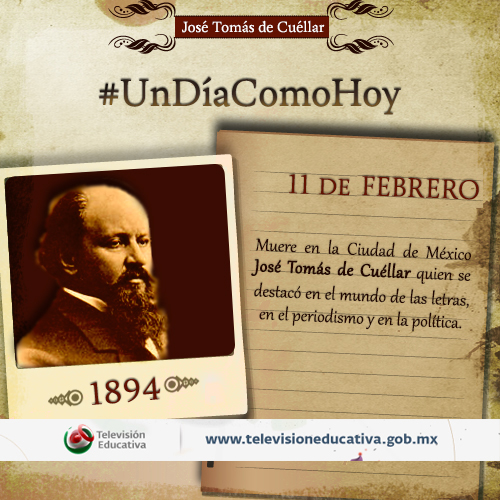 José Tomás de Cuéllar
#UnDíaComoHoy
11 DE FEBRERO
Muere en la Ciudad de México
José Tomás de Cuéllar quien se
destacó en el mundo de las letras,
en el periodismo y en la política.
1894
Televisión
Educativa
www.televisioneducativa.gob.mx